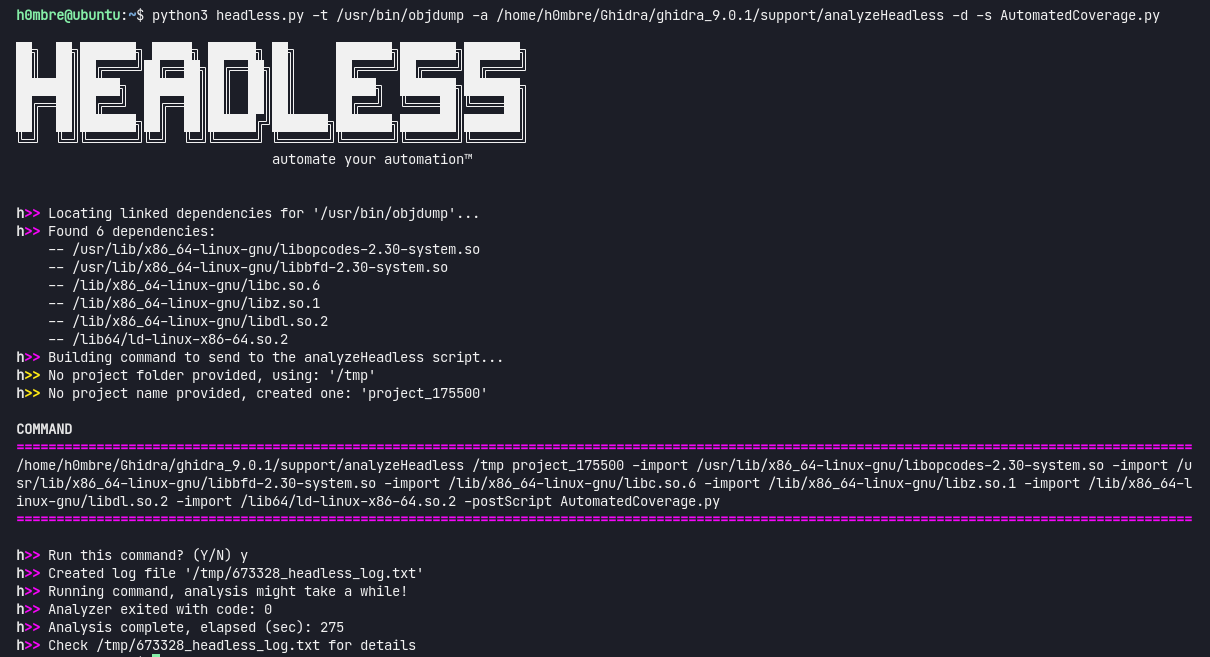 h0mbre@ubuntu:~$ python3 headless.py -t /usr/bin/objdump -a /home/h0mbre/Ghidra/ghidra_9.0.1/support/analyzeHeadless -d -s AutomatedCoverage.py
HEADLESS
automate your automation™
h>> Locating linked dependencies for '/usr/bin/objdump'...
h>> Found 6 dependencies:
-- /usr/lib/x86_64-linux-gnu/libopcodes-2.30-system.so
-- /usr/lib/x86_64-linux-gnu/libbfd-2.30-system.so
-- /lib/x86_64-linux-gnu/libc.so.6
-- /lib/x86_64-linux-gnu/libz.so.1
-- /lib/x86_64-linux-gnu/libdl.so.2
-- /lib64/ld-linux-x86-64.so.2
h>> Building command to send to the analyzeHeadless script...
h>> No project folder provided, using: '/tmp'
h>> No project name provided, created one: 'project_175500'
COMMAND
===================================================================================================================================================
/home/h0mbre/Ghidra/ghidra_9.0.1/support/analyzeHeadless /tmp project_175500 -import /usr/lib/x86_64-linux-gnu/libopcodes-2.30-system.so -import /u
sr/lib/x86_64-linux-gnu/libbfd-2.30-system.so -import /lib/x86_64-linux-gnu/libc.so.6 -import /lib/x86_64-linux-gnu/libz.so.1 -import /lib/x86_64-l
inux-gnu/libdl.so.2 -import /lib64/ld-linux-x86-64.so.2 -postScript AutomatedCoverage.py
===================================================================================================================================================
h>> Run this command? (Y/N) y
h>> Created log file '/tmp/673328_headless_log.txt'
h>> Running command, analysis might take a while!
h>> Analyzer exited with code: 0
h>> Analysis complete, elapsed (sec): 275
h>> Check /tmp/673328_headless_log.txt for details